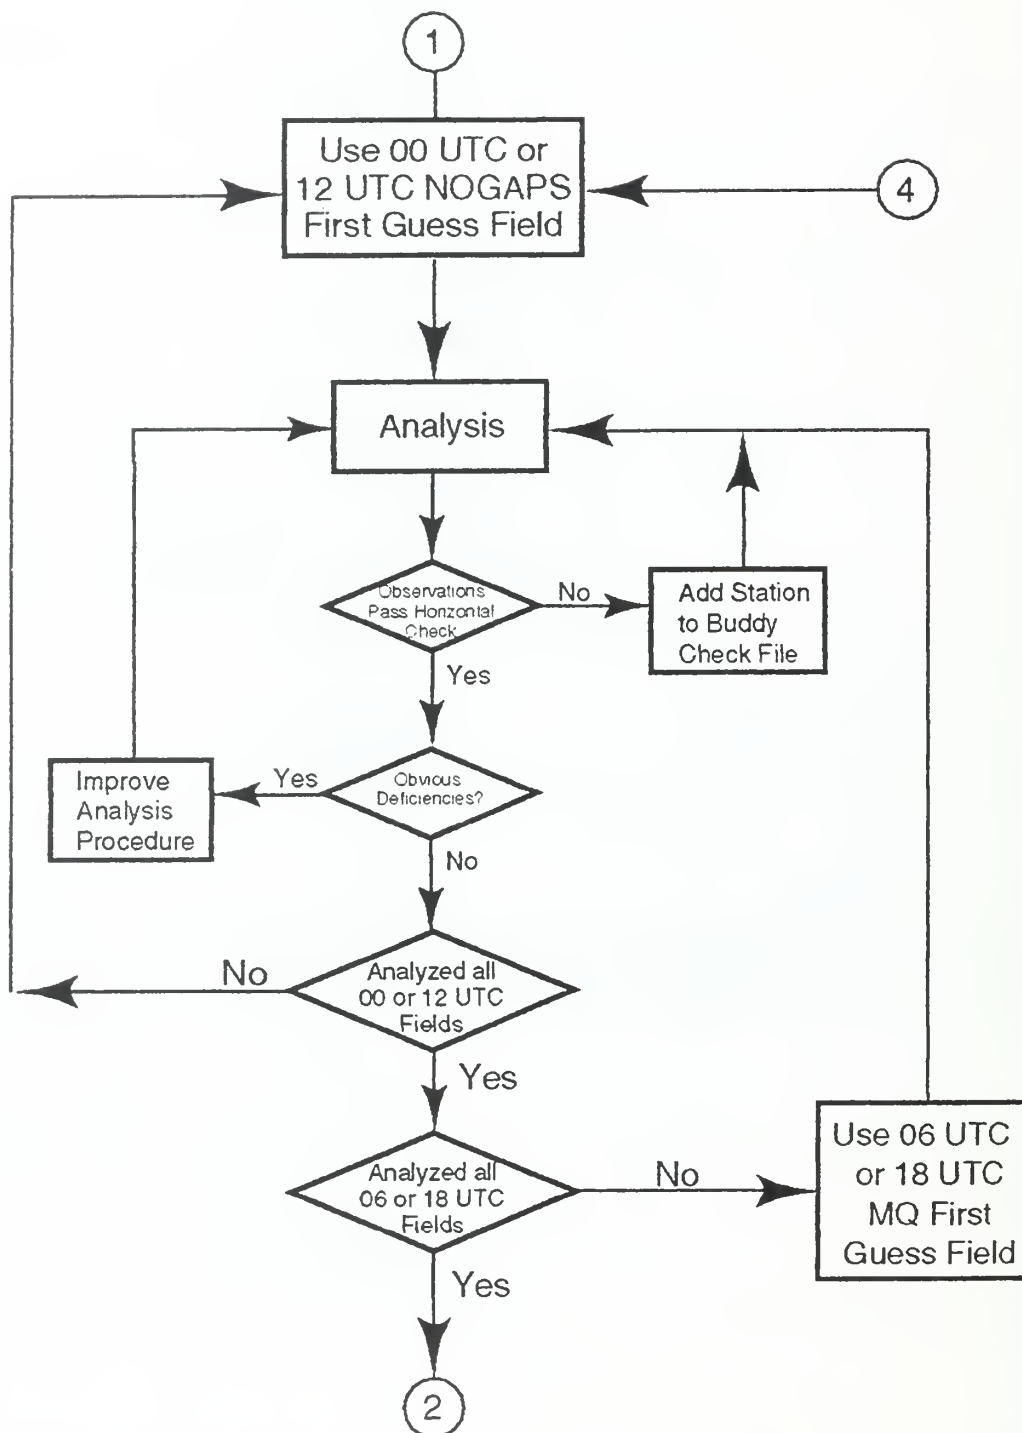 1
Use 00 UTC or
12 UTC NOGAPS
First Guess Field
4
Analysis
Observations
Pass Horizontal
Check
No
Add Station
to Buddy
Check File
Yes
Obvious
Deficiencies?
Yes
Improve
Analysis
Procedure
No
Analyzed all
00 or 12 UTC
Fields
No
Yes
Analyzed all
06 or 18 UTC
Fields
No
Use 06 UTC
or 18 UTC
MQ First
Guess Field
Yes
2